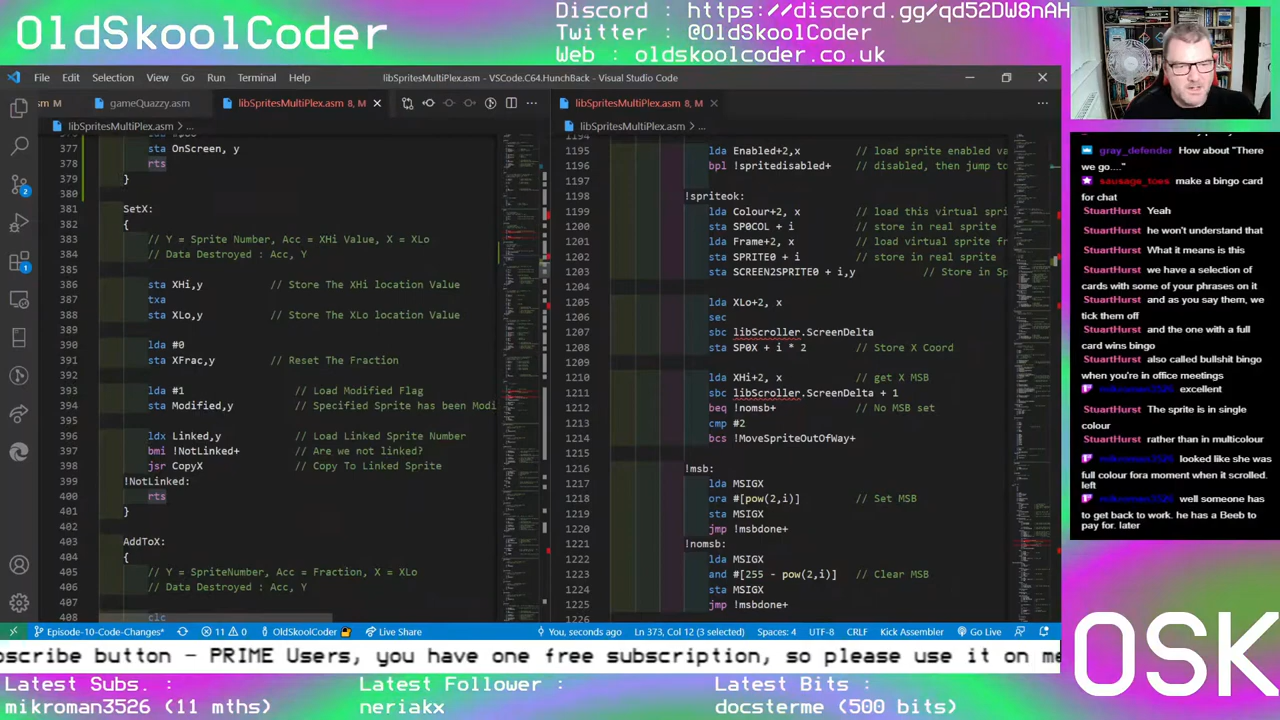 OldSkoolCoder
Discord : https://discord.gg/qd52DW8nAH
Twitter : @OldSkoolCoder
Web : oldskoolcoder.co.uk
File Edit Selection View Go Run Terminal Help
libSpritesMultiPlex.asm - VSCode.C64.HunchBack - Visual Studio Code
sm M gameQuazzy.asm libSpritesMultiPlex.asm 8, M
libSpritesMultiPlex.asm 8, M
libSpritesMultiPlex.asm > ...
377 sta OnScreen, y
378 rts
379 }
381 SetX:
382 {
383 // Y = Sprite Number, Acc = XHi Value, X = XLo
384 // Data Destroyed : Acc, Y
385
386 sta XHi,y // Store The XHi location Value
387 txa
388 sta XLo,y // Store The XLo location Value
389
390 lda #0
391 sta XFrac,y // Reset The Fraction
392
393 lda #1 // Load Modified Flag
394 sta Modified,y // Specified Sprite has been Modi
395
396 ldx Linked,y // Load Linked Sprite Number
397 bmi !NotLinked+ // Are we not linked?
398 jsr CopyX // Copy To Linked Sprite
399 !NotLinked:
400 rts
401 }
402
403 AddToX:
404 {
405 // Y = SpriteNumber, Acc = Fraction, X = XLo
406 // Data Destroyed : Acc, Y
407
408 clc
libSpritesMultiPlex.asm > ...
1194
1195 lda Enabled+2,x // load sprite enabled va
1196 bpl !spritedisabled+ // disabled, then jump to
1197
1198 !spriteok:
1199 lda Colour+2, x // load this virtual spri
1200 sta SP0COL + i // store in real sprite
1201 lda Frame+2, x // load virtual sprite fr
1202 sta SPRITE0 + i // store in real sprite
1203 sta SCREEN2SPRITE0 + i,y // Store in Sp
1204
1205 lda XLo+2, x
1206 sec
1207 sbc libScroller.ScreenDelta
1208 sta SP0X + i * 2 // Store X Coord
1209
1210 lda XHi+2, x // get X MSB
1211 sbc libScroller.ScreenDelta + 1
1212 beq !nomsb+ // No MSB set
1213 cmp #2
1214 bcs !MoveSpriteOutOfWay+
1215
1216 !msb:
1217 lda MSIGX
1218 ora #[pow(2,i)] // Set MSB
1219 sta MSIGX
1220 jmp !msbdone+
1221 !nomsb:
1222 lda MSIGX
1223 and #[255 - pow(2,i)] // Clear MSB
1224 sta MSIGX
1225 jmp !msbdone+
1226
gray_defender How about "There
we go...."
sausage_toes make a bingo card
for chat
StuartHurst Yeah
StuartHurst he won't understand that
StuartHurst What it means is this
StuartHurst we have a selection of
cards with some of your phrases on it
StuartHurst and as you say them, we
tick them off
StuartHurst and the one with a full
card wins bingo
StuartHurst also called bullshit bingo
when you're in office meetings
mikroman3526 excellent
StuartHurst The sprite is in single
colour
StuartHurst rather than in multicolour
mikroman3526 looked like she was
full colour fora moment when it scrolled.
left
mikroman3526 well someone has
to get back to work. he has a Beeb to
pay for. later
Episode-10-Code-Changes* 11 0 OldSkoolCoder Live Share You, seconds ago Ln 373, Col 12 (3 selected) Spaces: 4 UTF-8 CRLF Kick Assembler Go Live
scribe button - PRIME Users, you have one free subscription, so please use it on me
Latest Subs. :
mikroman3526 (11 mths)
Latest Follower :
neriakx
Latest Bits :
docsterme (500 bits)
OSK